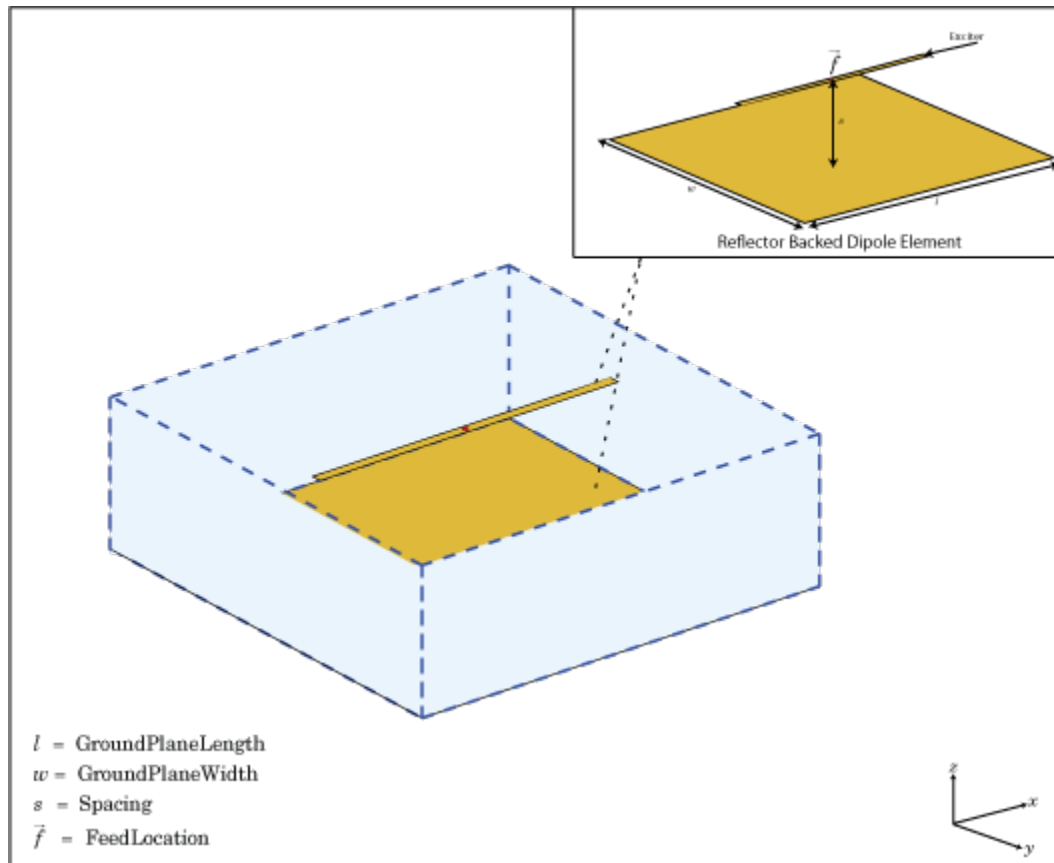 Exciter
f
s
w
l
Reflector Backed Dipole Element
l = GroundPlaneLength
w = GroundPlaneWidth
s = Spacing
f = FeedLocation
z
x
y